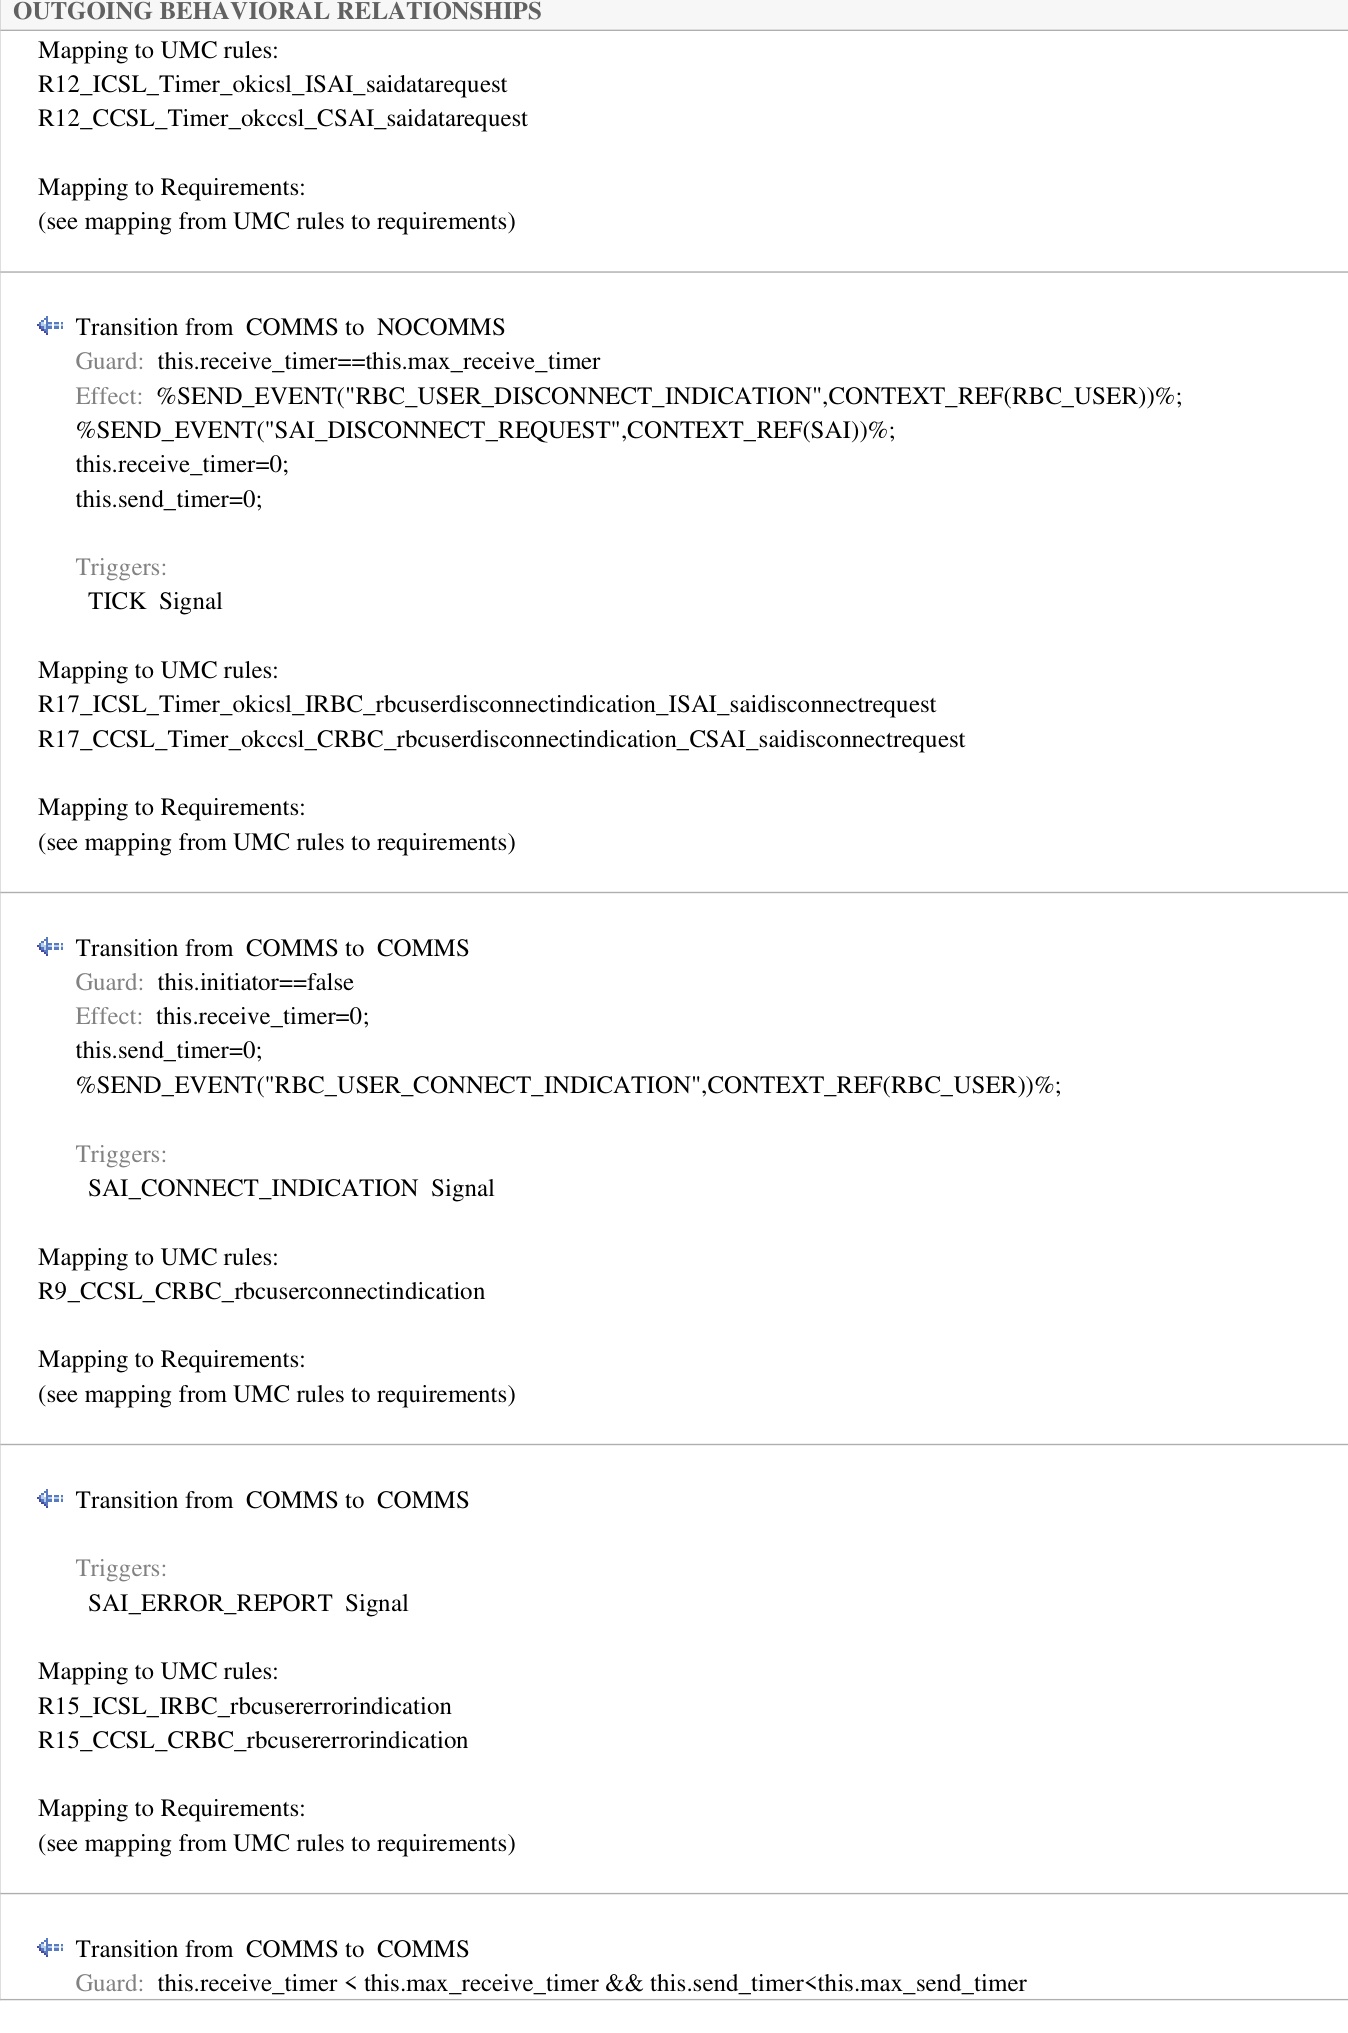 OUTGOING BEHAVIORAL RELATIONSHIPS
Mapping to UMC rules:
R12_ICSL_Timer_okicsl_ISAI_saidatarequest
R12_CCSL_Timer_okccsl_CSAI_saidatarequest
Mapping to Requirements:
(see mapping from UMC rules to requirements)
Transition from COMMS to NOCOMMS
Guard: this.receive_timer==this.max_receive_timer
Effect: %SEND_EVENT("RBC_USER_DISCONNECT_INDICATION",CONTEXT_REF(RBC_USER))%;
%SEND_EVENT("SAI_DISCONNECT_REQUEST",CONTEXT_REF(SAI))%;
this.receive_timer=0;
this.send_timer=0;
Triggers:
TICK Signal
Mapping to UMC rules:
R17_ICSL_Timer_okicsl_IRBC_rbcuserdisconnectindication_ISAI_saidisconnectrequest
R17_CCSL_Timer_okccsl_CRBC_rbcuserdisconnectindication_CSAI_saidisconnectrequest
Mapping to Requirements:
(see mapping from UMC rules to requirements)
Transition from COMMS to COMMS
Guard: this.initiator==false
Effect: this.receive_timer=0;
this.send_timer=0;
%SEND_EVENT("RBC_USER_CONNECT_INDICATION",CONTEXT_REF(RBC_USER))%;
Triggers:
SAI_CONNECT_INDICATION Signal
Mapping to UMC rules:
R9_CCSL_CRBC_rbcuserconnectindication
Mapping to Requirements:
(see mapping from UMC rules to requirements)
Transition from COMMS to COMMS
Triggers:
SAI_ERROR_REPORT Signal
Mapping to UMC rules:
R15_ICSL_IRBC_rbcusererrorindication
R15_CCSL_CRBC_rbcusererrorindication
Mapping to Requirements:
(see mapping from UMC rules to requirements)
Transition from COMMS to COMMS
Guard: this.receive_timer < this.max_receive_timer && this.send_timer<this.max_send_timer